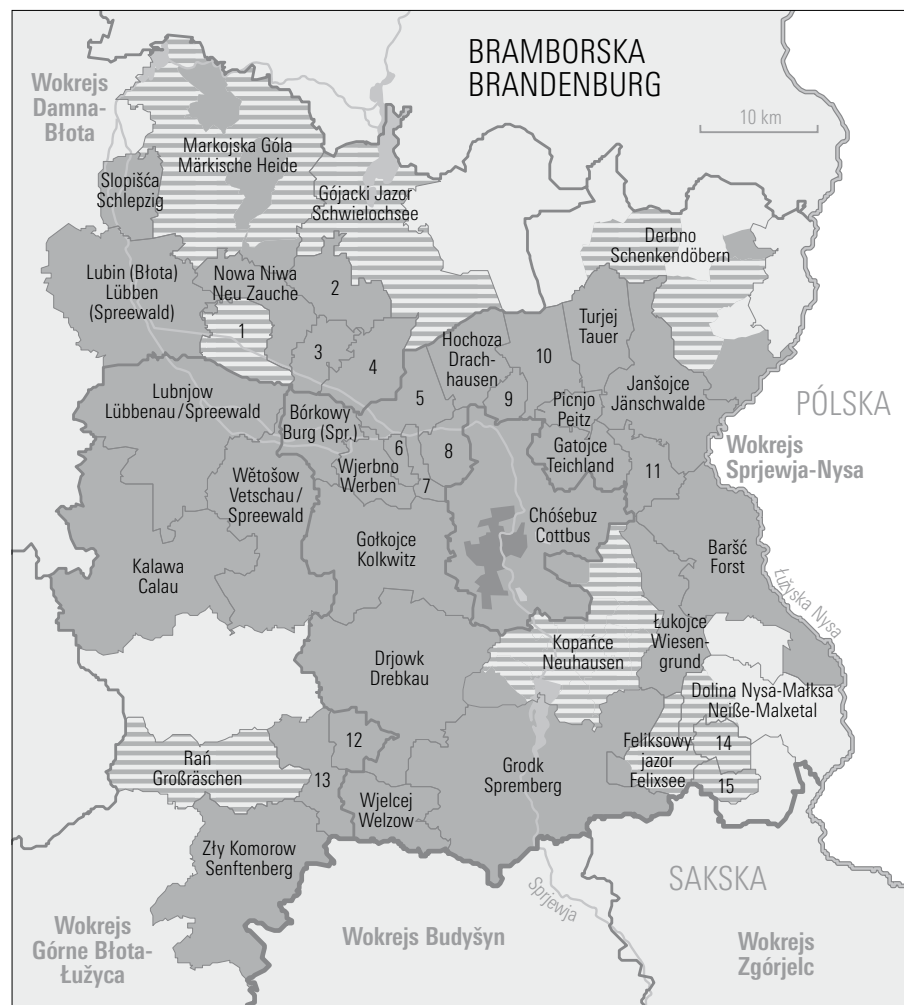 BRAMBORSKA
BRANDENBURG
Wokrejs
Damna-
Błota
10 km
Markojska Góla
Märkische Heide
Slopišća
Schlepzig
Gójacki Jazor
Schwielochsee
Derbno
Schenkendöbern
Lubin (Błota)
Lübben
(Spreewald)
Nowa Niwa
Neu Zauche
2
1
3
4
Hochoza
Drach-
hausen
5
9
10
Turjej
Tauer
Picnjo
Peitz
Janšojce
Jänschwalde
PÓLSKA
Wokrejs
Sprjewja-Nysa
Lubnjow
Lübbenau/Spreewald
Bórkowy
Burg (Spr.)
6
7
8
Wjerbno
Werben
Gatojce
Teichland
11
Wětošow
Vetschau/
Spreewald
Gołkojce
Kolkwitz
Chóśebuz
Cottbus
Baršć
Forst
Łužyska Nysa
Kalawa
Calau
Kopańce
Neuhausen
Łukojce
Wiesen-
grund
Drjowk
Drebkau
Dolina Nysa-Małksa
Neiße-Malxetal
Rań
Großräschen
12
13
Wjelcej
Welzow
Grodk
Spremberg
Feliksowy
jazor
Felixsee
14
15
Zły Komorow
Senftenberg
SAKSKA
Sprjewja
Wokrejs
Górne Błota-
Łužyca
Wokrejs Budyšyn
Wokrejs
Zgórjelc